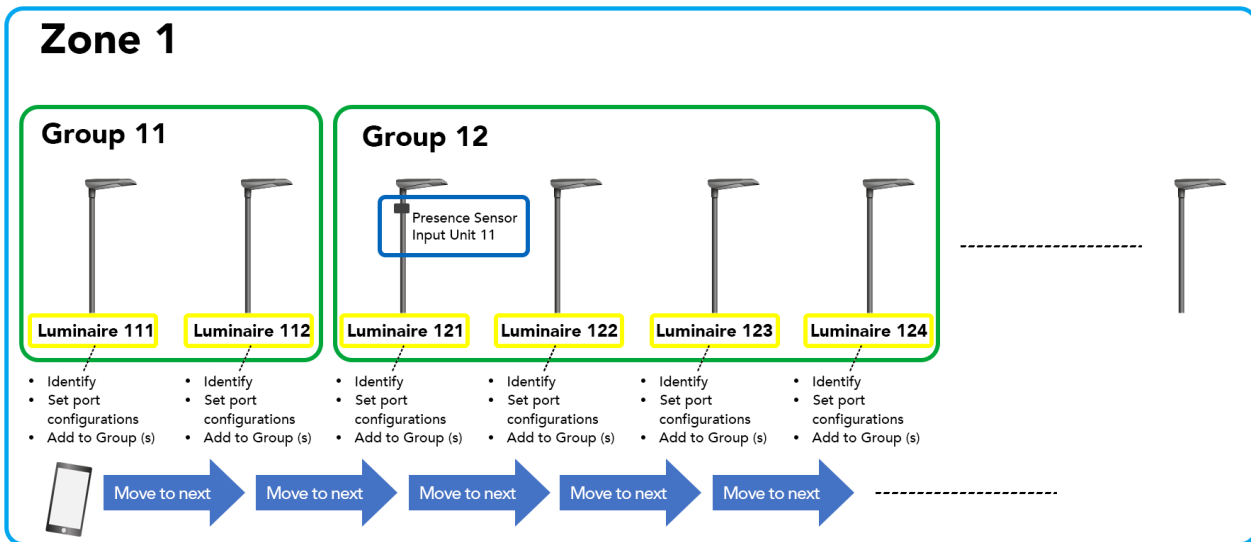 Zone 1
Group 11
Group 12
Presence Sensor
Input Unit 11
Luminaire 111
Luminaire 112
Luminaire 121
Luminaire 122
Luminaire 123
Luminaire 124
• Identify
• Set port
configurations
• Add to Group (s)
• Identify
• Set port
configurations
• Add to Group (s)
• Identify
• Set port
configurations
• Add to Group (s)
• Identify
• Set port
configurations
• Add to Group (s)
• Identify
• Set port
configurations
• Add to Group (s)
• Identify
• Set port
configurations
• Add to Group (s)
Move to next
Move to next
Move to next
Move to next
Move to next